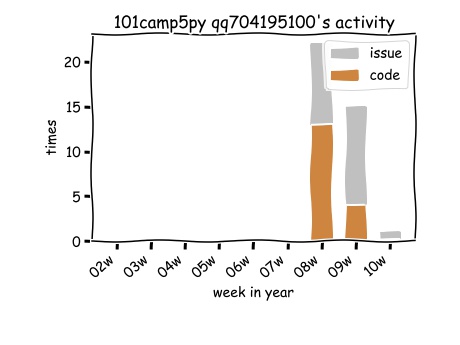 101camp5py qq704195100's activity
issue
code
times
20
15
10
5
0
02w 03w 04w 05w 06w 07w 08w 09w 10w
week in year